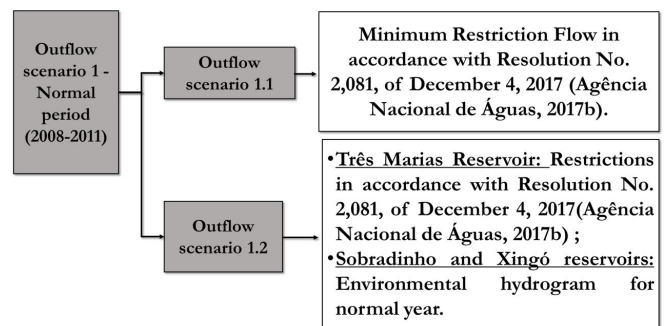 Outflow
scenario 1 -
Normal
period
(2008-2011)
Outflow
scenario 1.1
Minimum Restriction Flow in
accordance with Resolution No.
2,081, of December 4, 2017 (Agência
Nacional de Águas, 2017b).
Outflow
scenario 1.2
•Três Marias Reservoir: Restrictions
in accordance with Resolution No.
2,081, of December 4, 2017(Agência
Nacional de Águas, 2017b) ;
•Sobradinho and Xingó reservoirs:
Environmental hydrogram for
normal year.